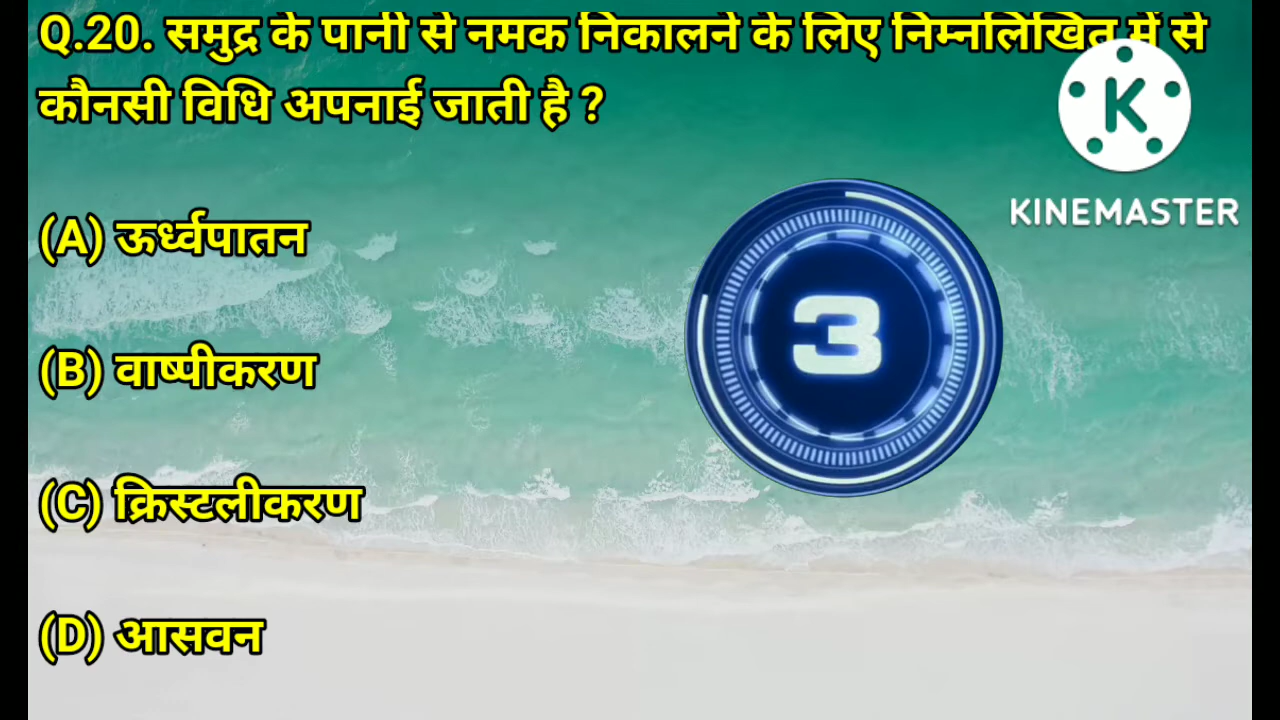 Q.20. समुद्र के पानी से नमक निकालने के लिए निम्नलिखित में से
कौनसी विधि अपनाई जाती है ?
K
KINEMASTER
(A) ऊर्ध्वपातन
3
(B) वाष्पीकरण
(C) क्रिस्टलीकरण
(D) आसवन